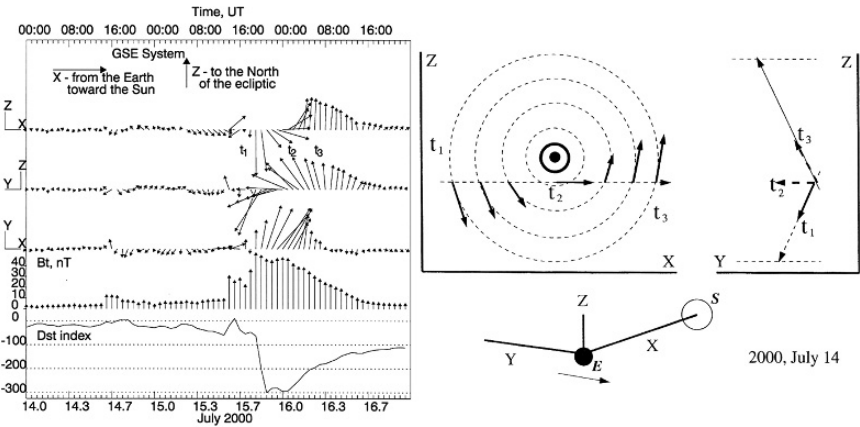 Time, UT
00:00 08:00 16:00 00:00 08:00 16:00 00:00 08:00 16:00
GSE System
X - from the Earth
toward the Sun
Z - to the North
of the ecliptic
Z
X
t1
t2
t3
Z
Y
Y
X
Bt, nT
40
30
20
10
0
0
Dst index
-100
-200
-300
14.0 14.3 14.7 15.0 15.3 15.7 16.0 16.3 16.7
July 2000
Z
t1
t2
t3
X
Z
t3
t2
t1
Y
Z
S
Y
X
E
2000, July 14